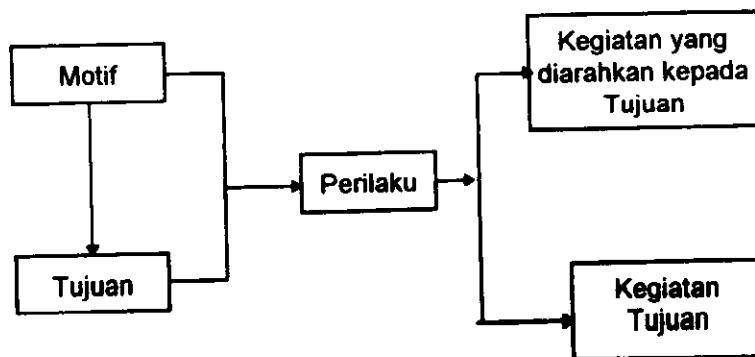 Motif
Tujuan
Perilaku
Kegiatan yang
diarahkan kepada
Tujuan
Kegiatan
Tujuan